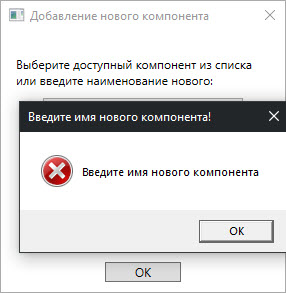 Добавление нового компонента
Выберите доступный компонент из списка
или введите наименование нового:
Введите имя нового компонента!
Введите имя нового компонента
OK
OK